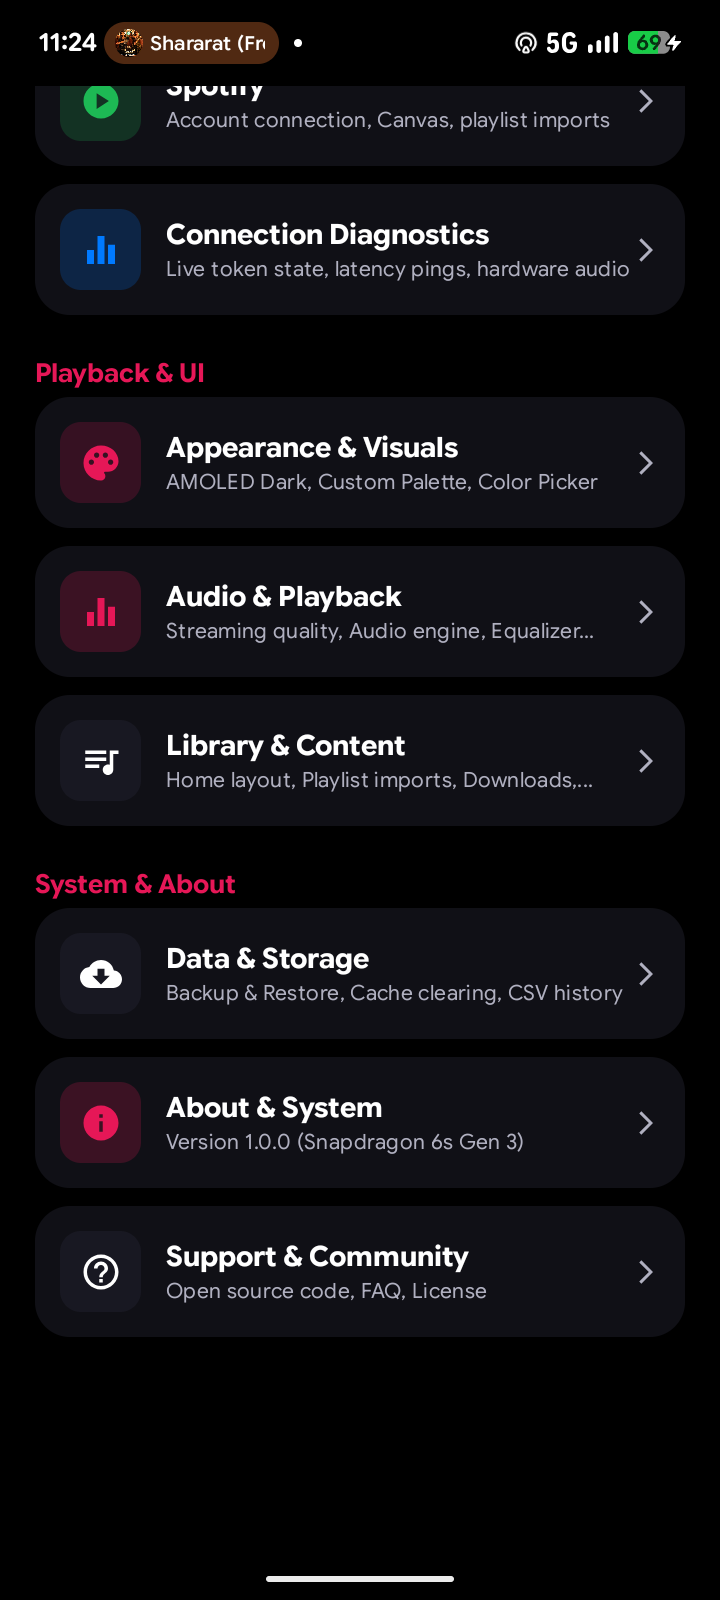 11:24
Shararat (Fr
5G
69
Spotify
Account connection, Canvas, playlist imports
Connection Diagnostics
Live token state, latency pings, hardware audio
Playback & UI
Appearance & Visuals
AMOLED Dark, Custom Palette, Color Picker
Audio & Playback
Streaming quality, Audio engine, Equalizer...
Library & Content
Home layout, Playlist imports, Downloads,...
System & About
Data & Storage
Backup & Restore, Cache clearing, CSV history
About & System
Version 1.0.0 (Snapdragon 6s Gen 3)
Support & Community
Open source code, FAQ, License